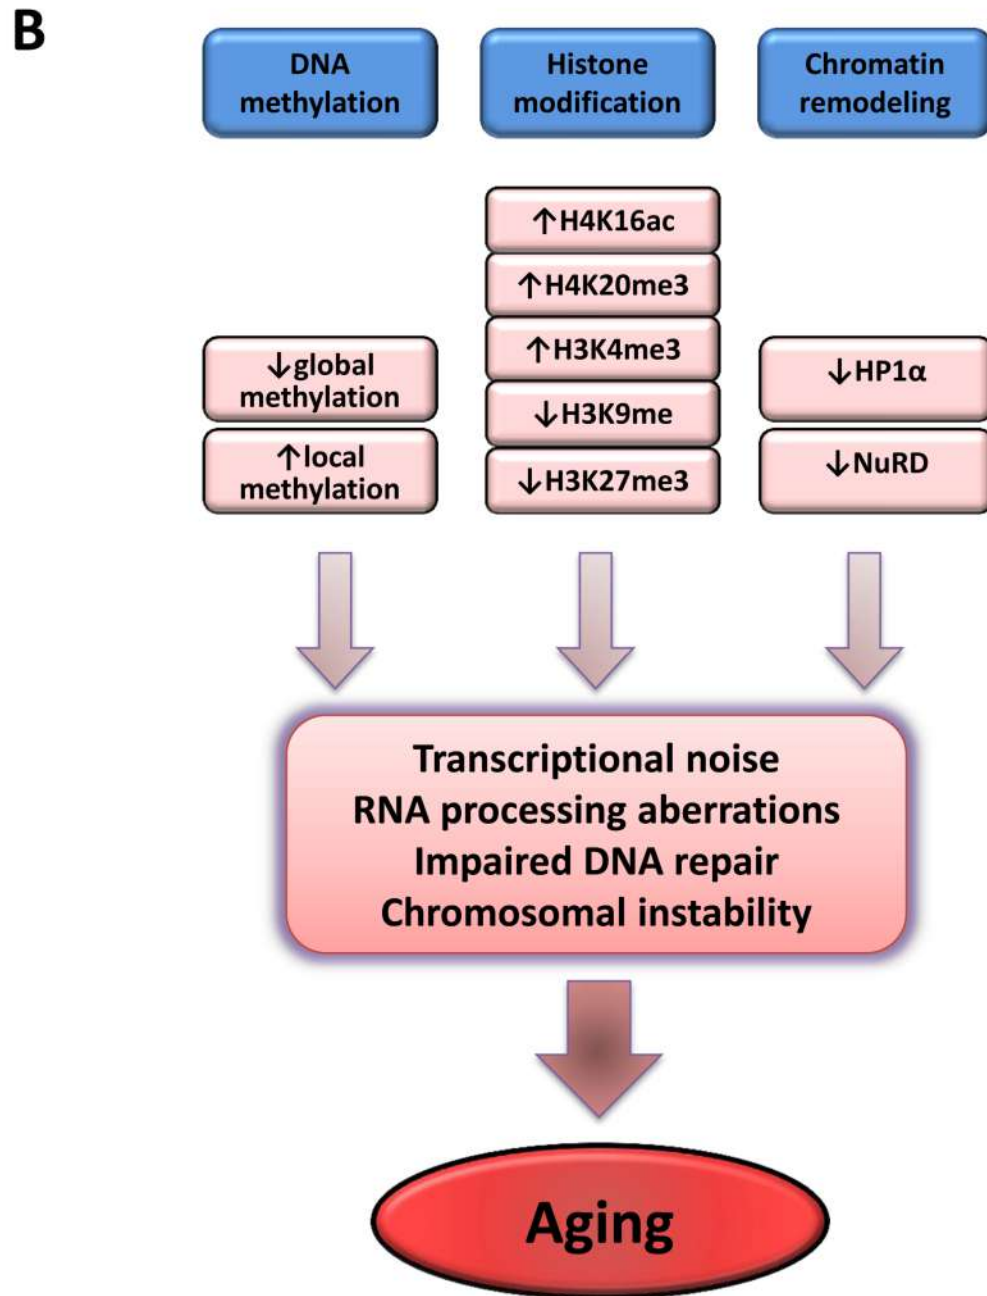 B
DNA
methylation
Histone
modification
Chromatin
remodeling
↓global
methylation
↑local
methylation
↑H4K16ac
↑H4K20me3
↑H3K4me3
↓H3K9me
↓H3K27me3
↓HP1α
↓NuRD
Transcriptional noise
RNA processing aberrations
Impaired DNA repair
Chromosomal instability
Aging